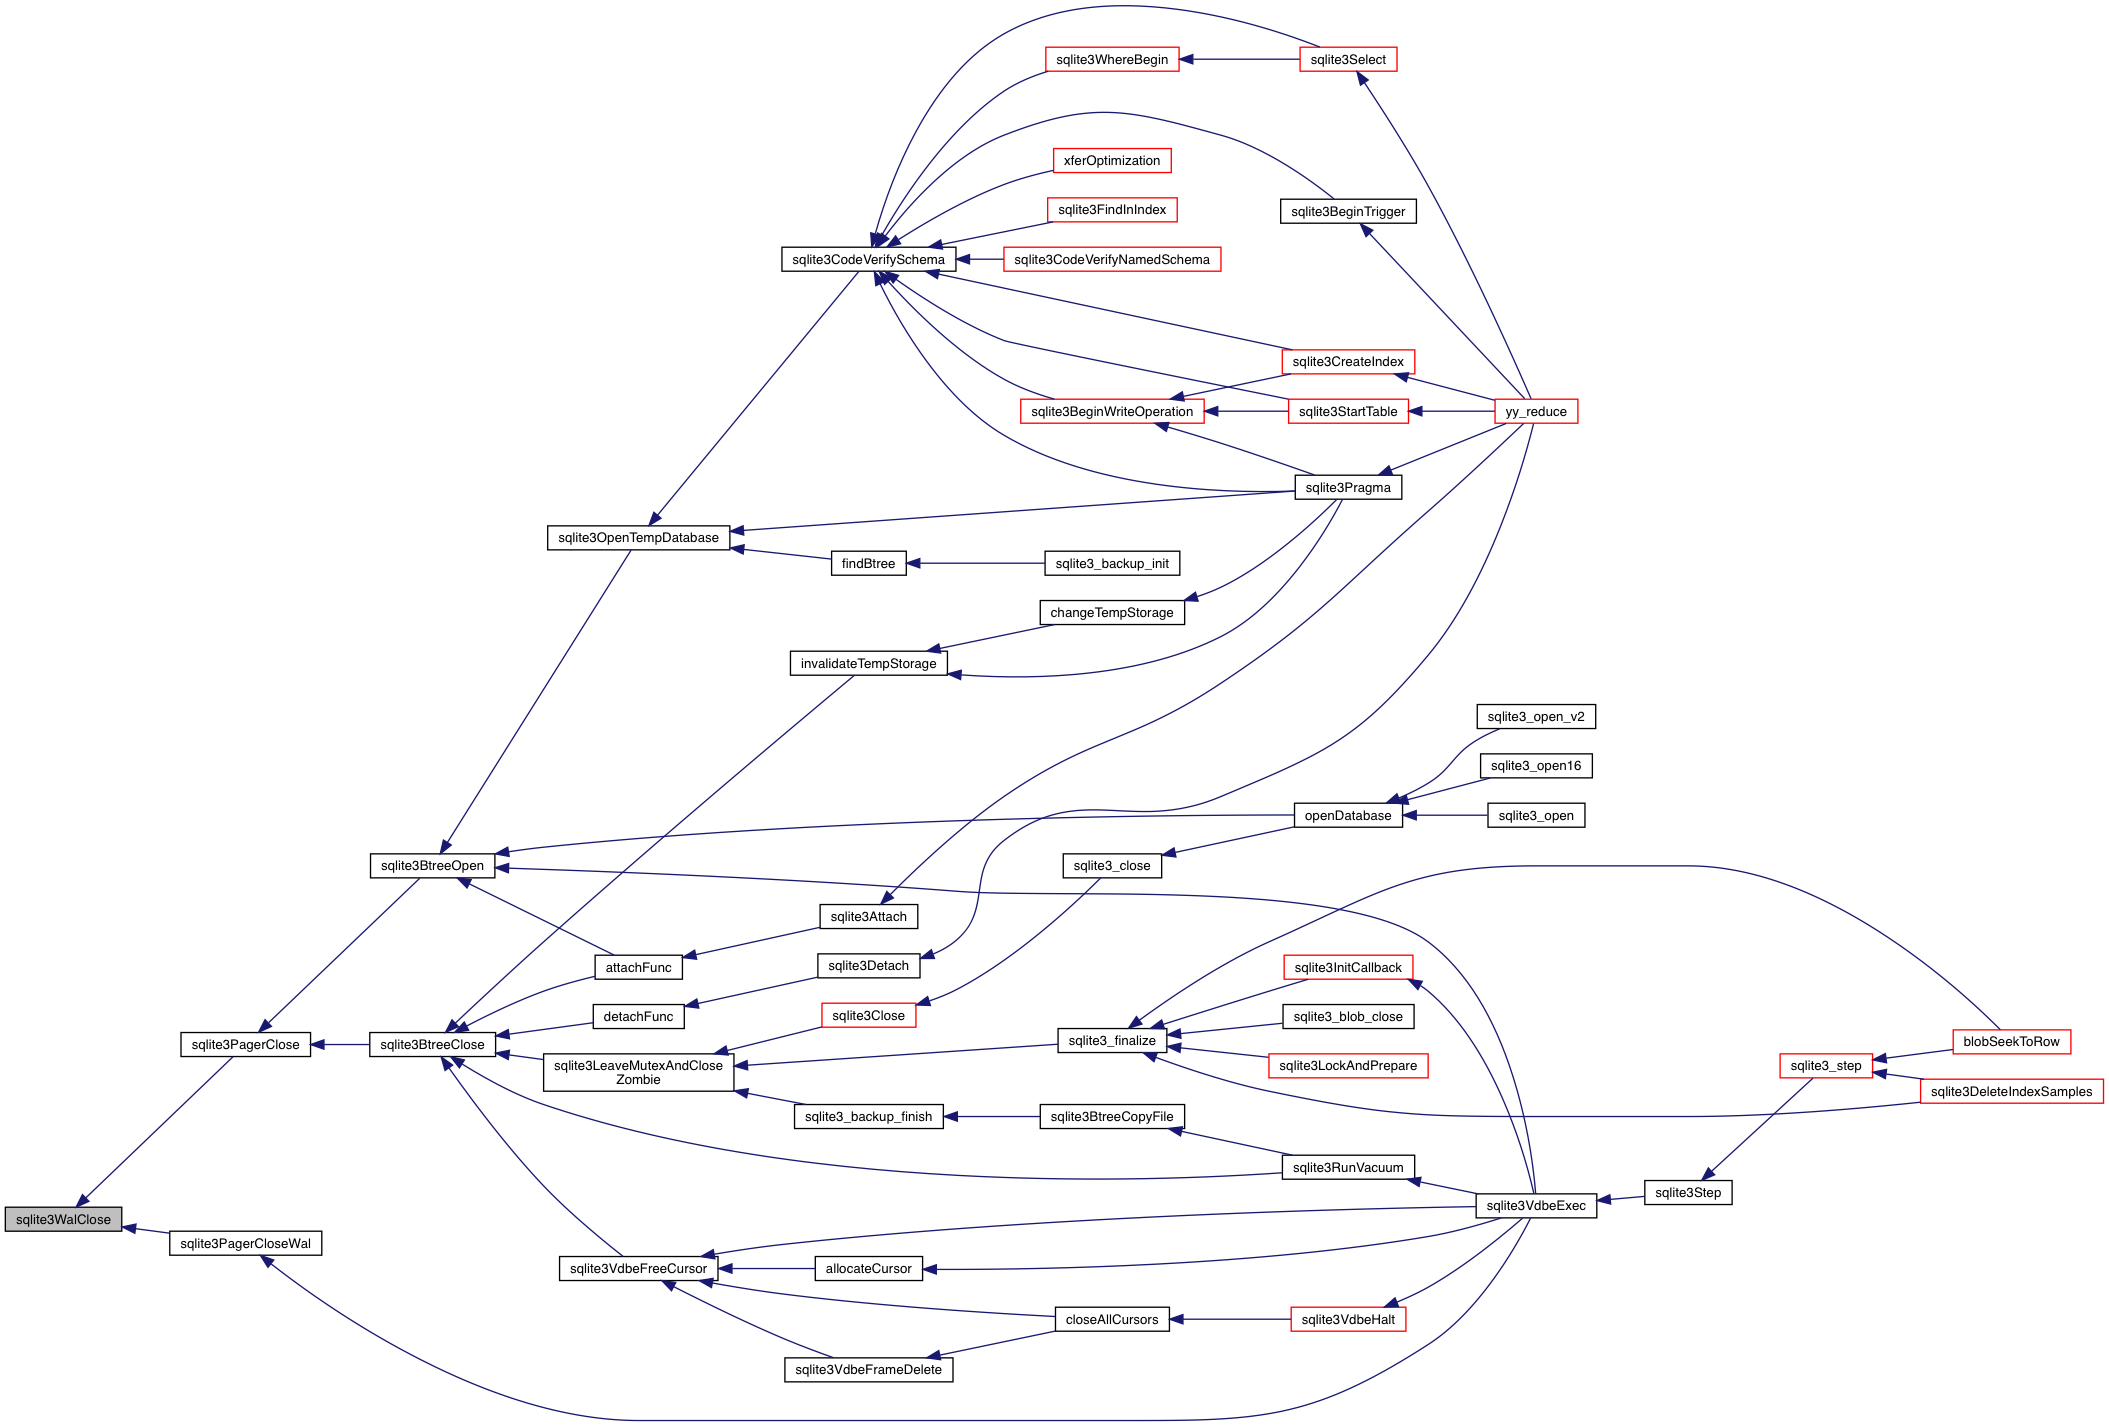 sqlite3WalClose
sqlite3PagerClose
sqlite3PagerCloseWal
sqlite3BtreeOpen
sqlite3BtreeClose
sqlite3OpenTempDatabase
attachFunc
detachFunc
sqlite3LeaveMutexAndClose
Zombie
sqlite3VdbeFreeCursor
sqlite3CodeVerifySchema
findBtree
invalidateTempStorage
sqlite3Attach
sqlite3Detach
sqlite3Close
sqlite3_backup_finish
allocateCursor
sqlite3VdbeFrameDelete
sqlite3WhereBegin
xferOptimization
sqlite3FindInIndex
sqlite3CodeVerifyNamedSchema
sqlite3BeginWriteOperation
sqlite3_backup_init
changeTempStorage
sqlite3_close
sqlite3_finalize
sqlite3BtreeCopyFile
closeAllCursors
sqlite3Select
sqlite3BeginTrigger
sqlite3CreateIndex
sqlite3StartTable
sqlite3Pragma
openDatabase
sqlite3InitCallback
sqlite3_blob_close
sqlite3LockAndPrepare
sqlite3RunVacuum
sqlite3VdbeHalt
yy_reduce
sqlite3_open_v2
sqlite3_open16
sqlite3_open
sqlite3VdbeExec
sqlite3Step
sqlite3_step
blobSeekToRow
sqlite3DeleteIndexSamples